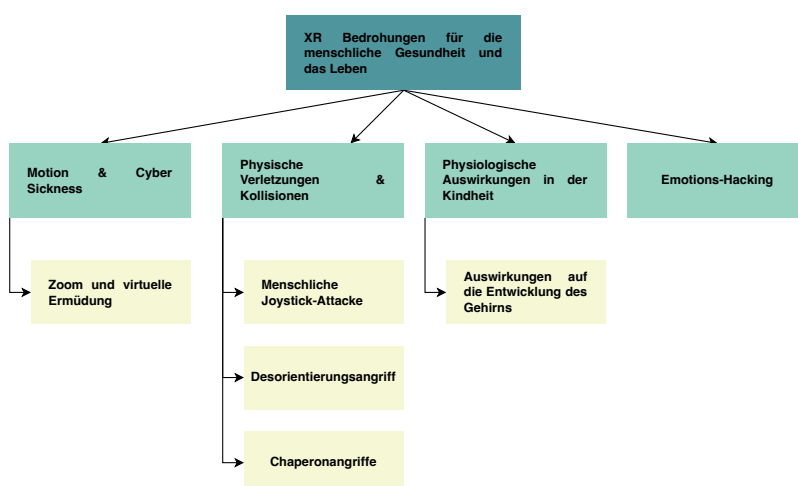 XR Bedrohungen für die
menschliche Gesundheit und
das Leben
Motion & Cyber
Sickness
Physische
Verletzungen &
Kollisionen
Physiologische
Auswirkungen in der
Kindheit
Emotions-Hacking
Zoom und virtuelle
Ermüdung
Menschliche
Joystick-Attacke
Auswirkungen auf
die Entwicklung des
Gehirns
Desorientierungsangriff
Chaperonangriffe